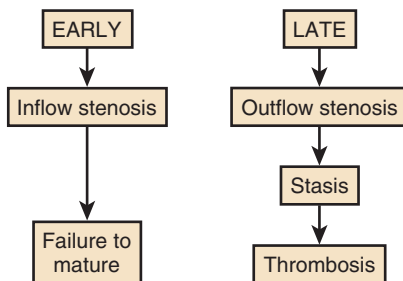 EARLY
Inflow stenosis
Failure to
mature
LATE
Outflow stenosis
Stasis
Thrombosis